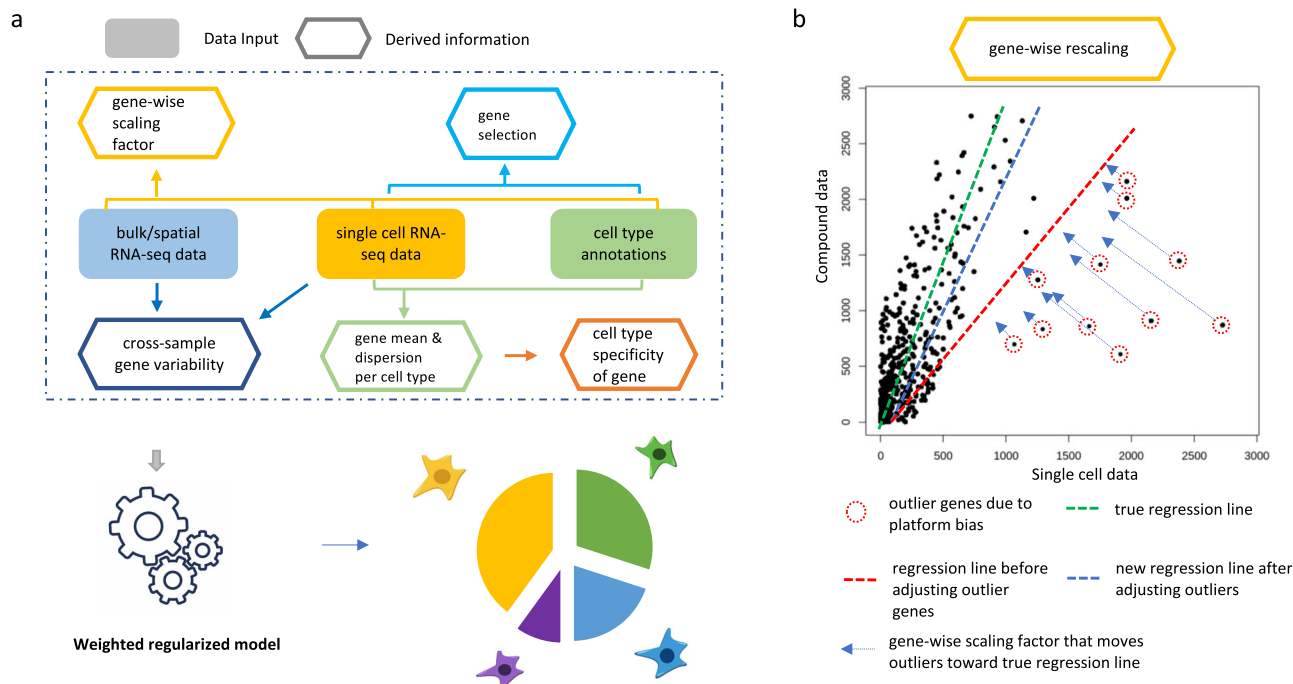 a
Data Input
Derived information
gene-wise
scaling
factor
gene
selection
bulk/spatial
RNA-seq data
single cell RNA-
seq data
cell type
annotations
cross-sample
gene variability
gene mean &
dispersion
per cell type
cell type
specificity
of gene
Weighted regularized model
b
gene-wise rescaling
Compound data
3000
2500
2000
1500
1000
500
0
0
500
1000
1500
2000
2500
3000
Single cell data
outlier genes due to
platform bias
true regression line
regression line before
adjusting outlier
genes
new regression line after
adjusting outliers
gene-wise scaling factor that moves
outliers toward true regression line